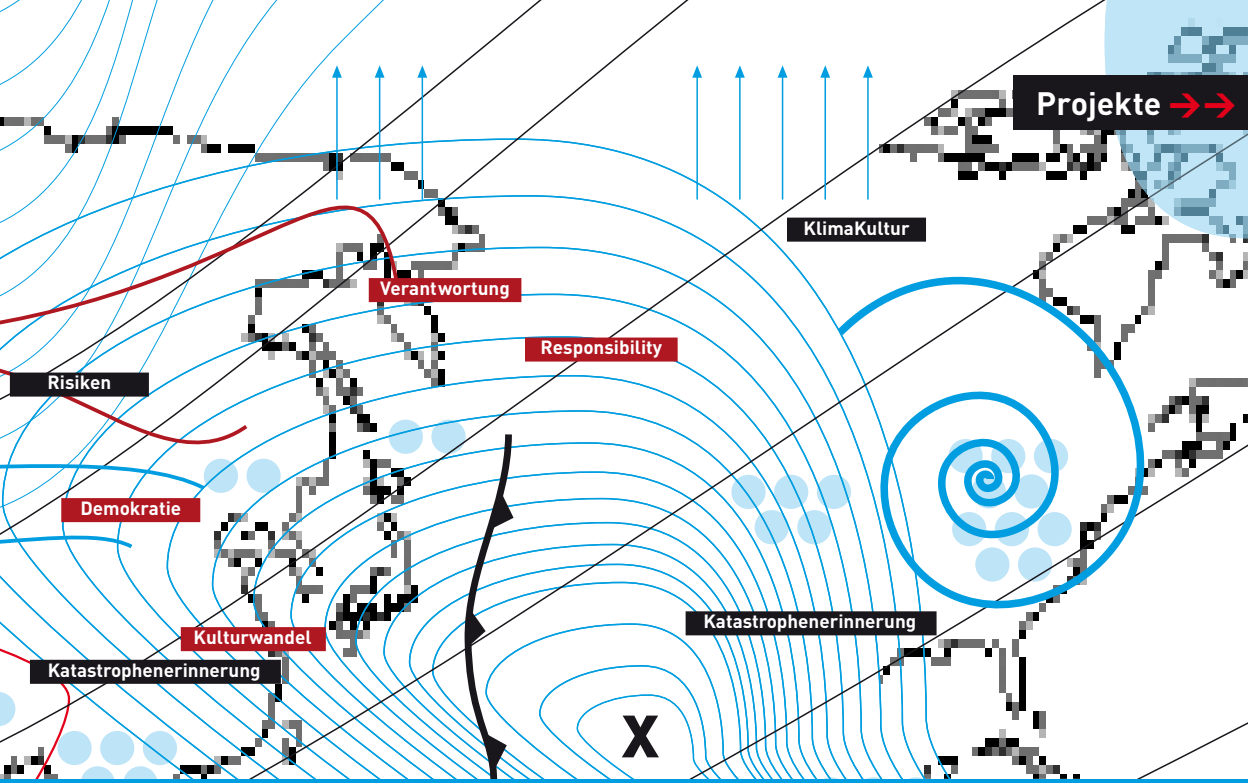 Projekte
KlimaKultur
Verantwortung
Responsibility
Risiken
Demokratie
Katastrophenerinnerung
Kulturwandel
Katastrophenerinnerung
X